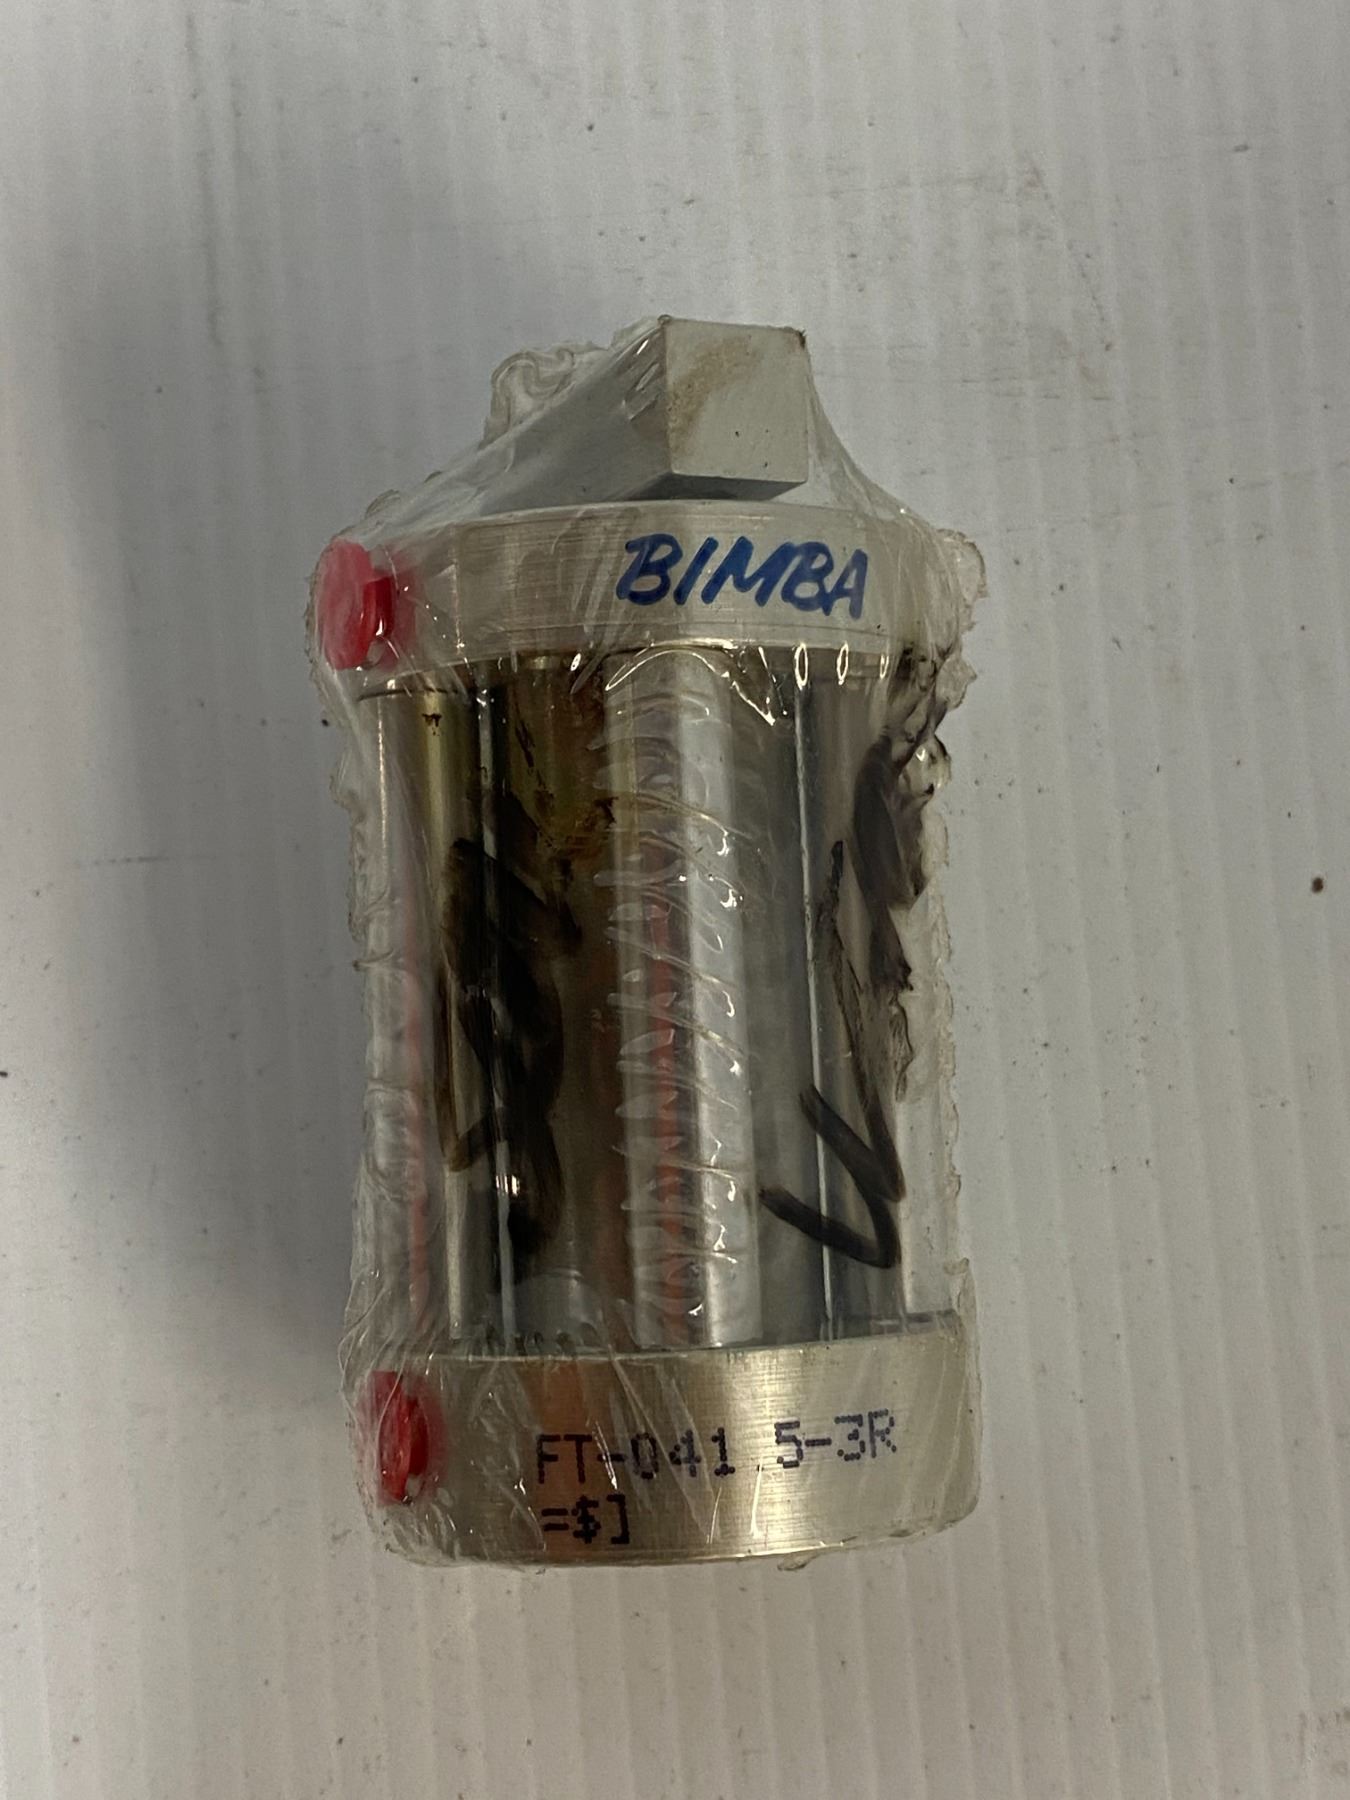 BIMBA
FT-041.5-3R
=$]